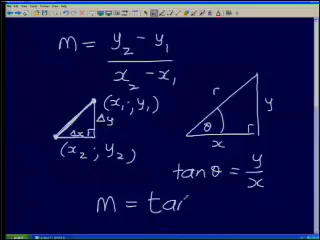 m = y₂ - y₁ / x₂ - x₁
(x₁ ; y₁)
Δy
Δx
(x₂ ; y₂)
r
y
θ
r
x
tan θ = y / x
m = tan